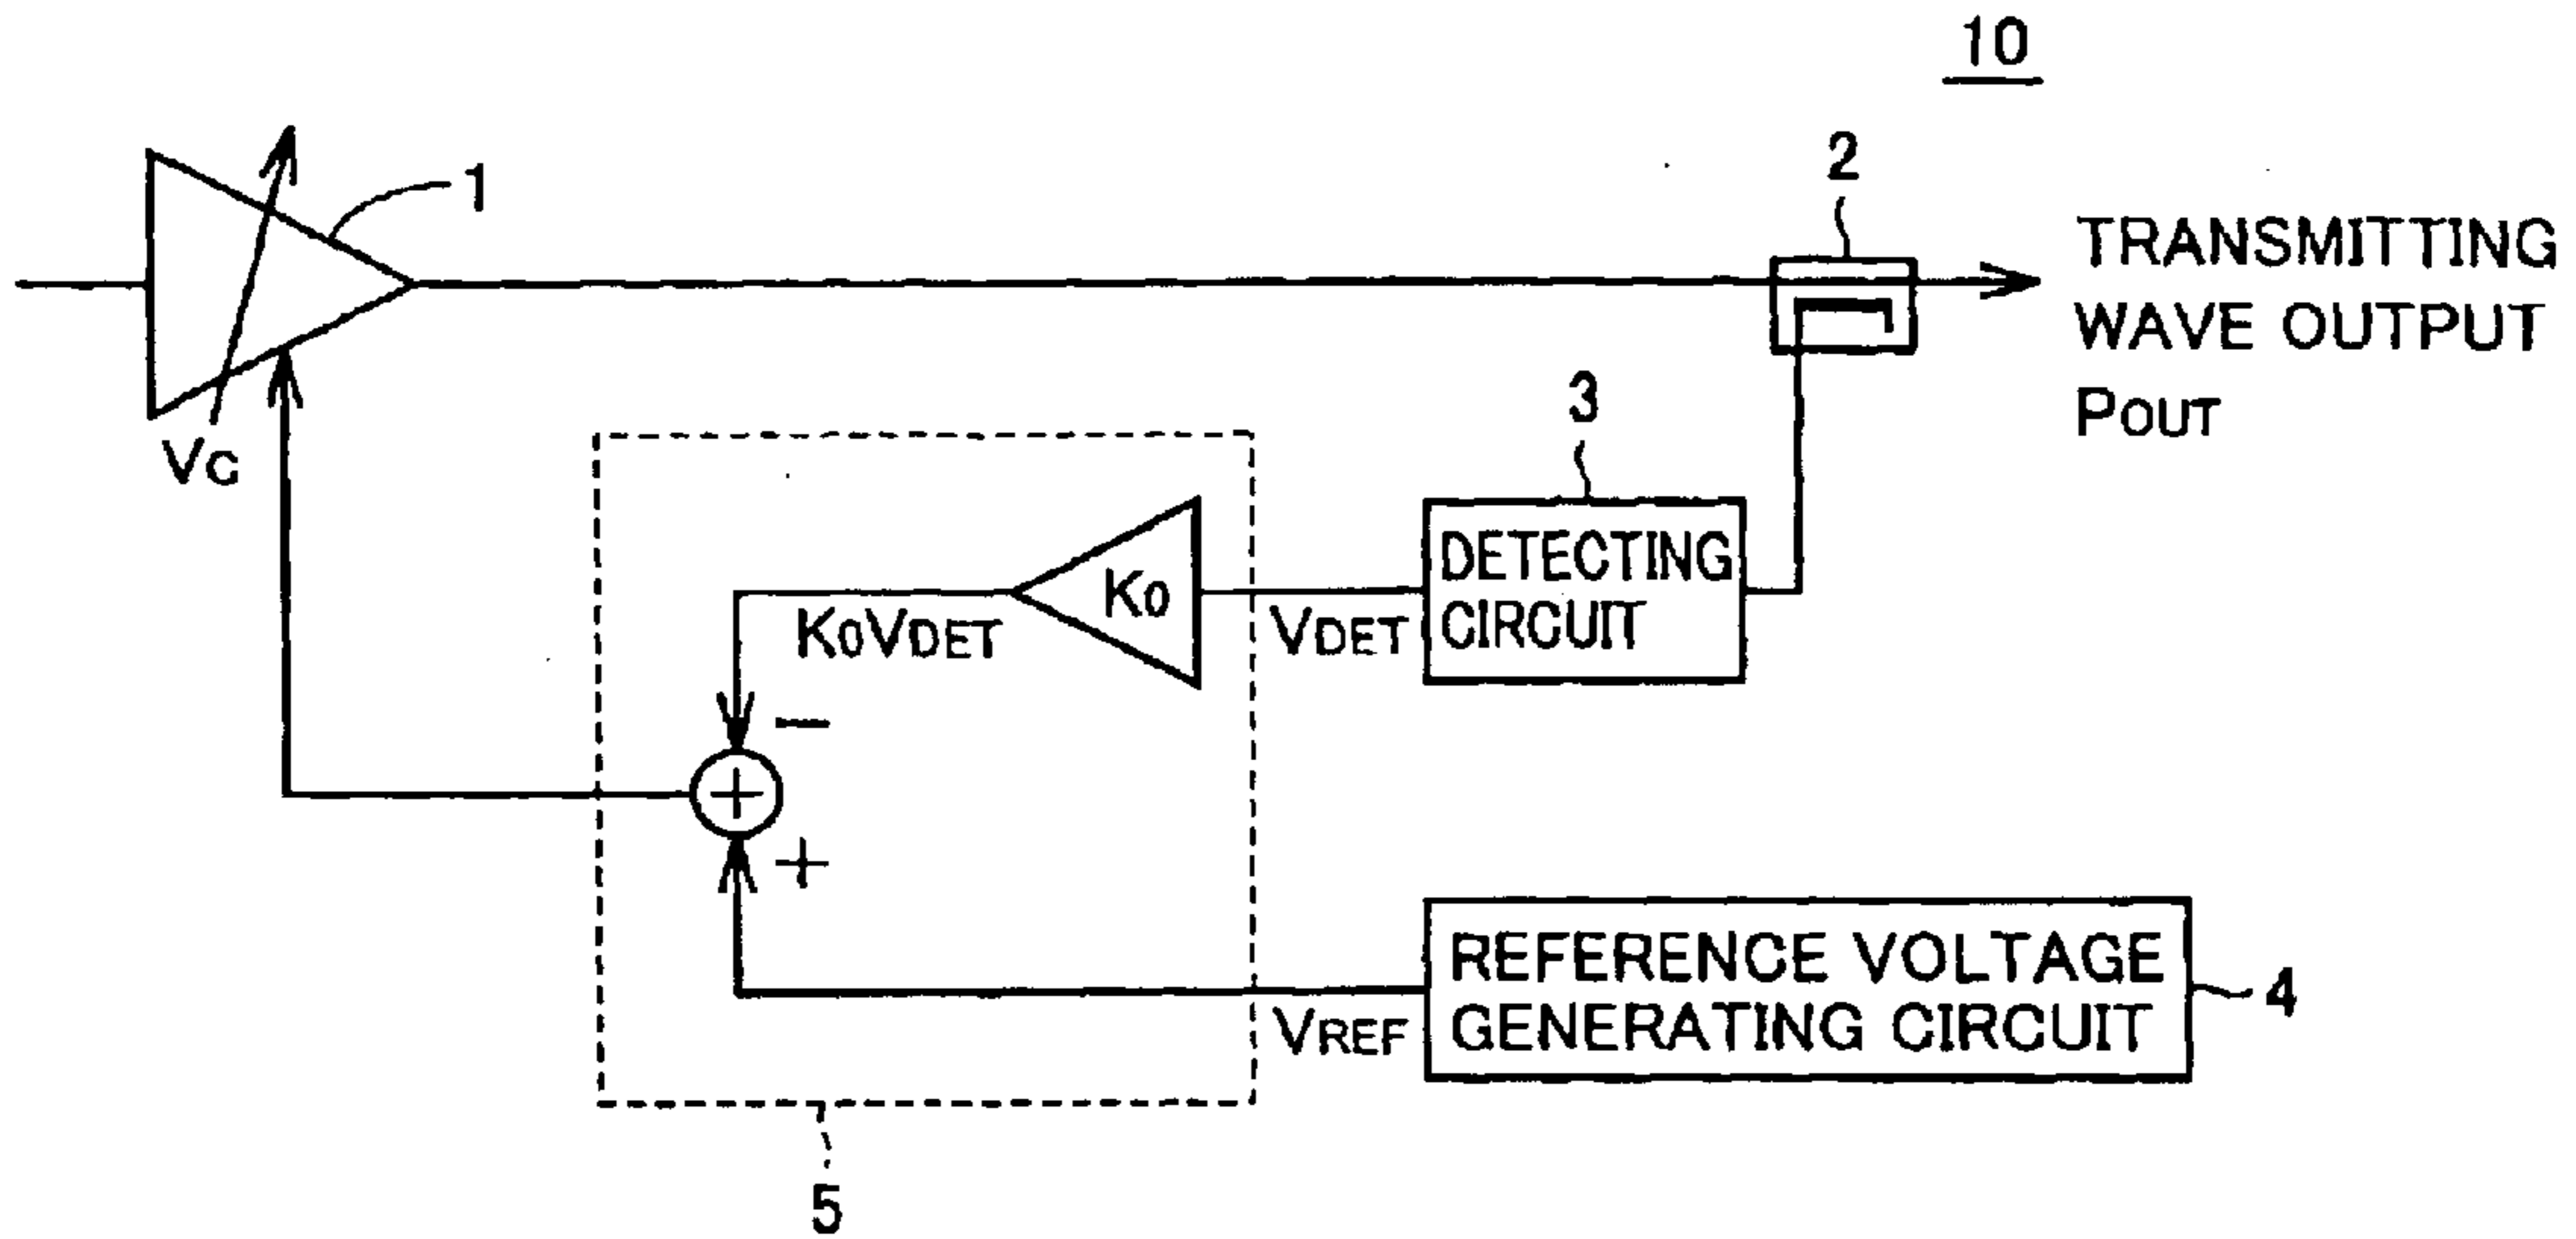 10
1
2
TRANSMITTING
WAVE OUTPUT
POUT
VC
3
DETECTING
CIRCUIT
K0
K0VDET
VDET
−
+
+
REFERENCE VOLTAGE
GENERATING CIRCUIT
4
VREF
5